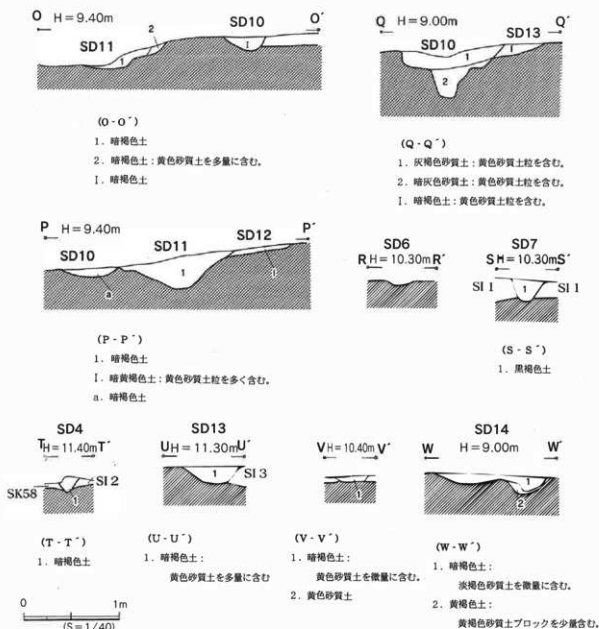 O H=9.40m O´
SD11 2 SD10
1 I
(O-O´)
1. 暗褐色土
2. 暗褐色土:黄色砂質土を多量に含む。
I. 暗褐色土
Q H=9.00m Q´
SD10 SD13
1 I
2
(Q-Q´)
1. 灰褐色砂質土:黄色砂質土粒を含む。
2. 暗灰色砂質土:黄色砂質土粒を含む。
I. 暗褐色土:黄色砂質土粒を含む。
P H=9.40m P´
SD10 SD11 SD12
1
a I
(P-P´)
1. 暗褐色土
I. 暗黄褐色土:黄色砂質土粒を多く含む。
a. 暗褐色土
SD6
R H=10.30m R´
SD7
S H=10.30m S´
SI1 1 SI1
(S-S´)
1. 黒褐色土
SD4
T H=11.40m T´
SI2
SK58
1
(T-T´)
1. 暗褐色土
SD13
U H=11.30m U´
1 SI3
(U-U´)
1. 暗褐色土:
黄色砂質土を多量に含む
V H=10.40m V´
1
(V-V´)
1. 暗褐色土:
黄色砂質土を微量に含む。
2. 黄色砂質土
SD14
W H=9.00m W´
1
2
(W-W´)
1. 暗褐色土:
淡褐色砂質土を微量に含む。
2. 黄褐色土:
黄褐色砂質土ブロックを少量含む。
0 1m
(S=1/40)